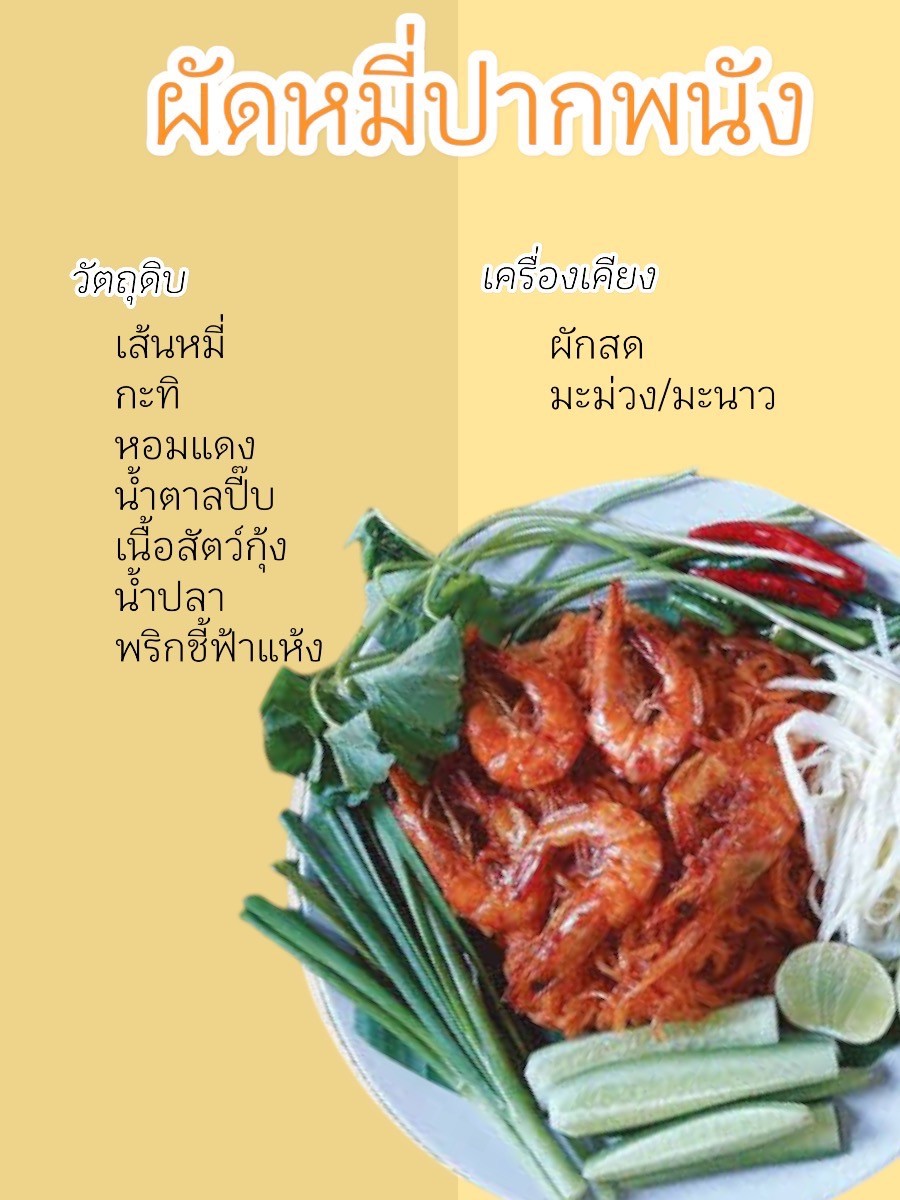 ผัดหมี่ปากพนัง
วัตถุดิบ
เส้นหมี่
กะทิ
หอมแดง
น้ำตาลปี๊บ
เนื้อสัตว์กุ้ง
น้ำปลา
พริกชี้ฟ้าแห้ง
เครื่องเคียง
ผักสด
มะม่วง/มะนาว